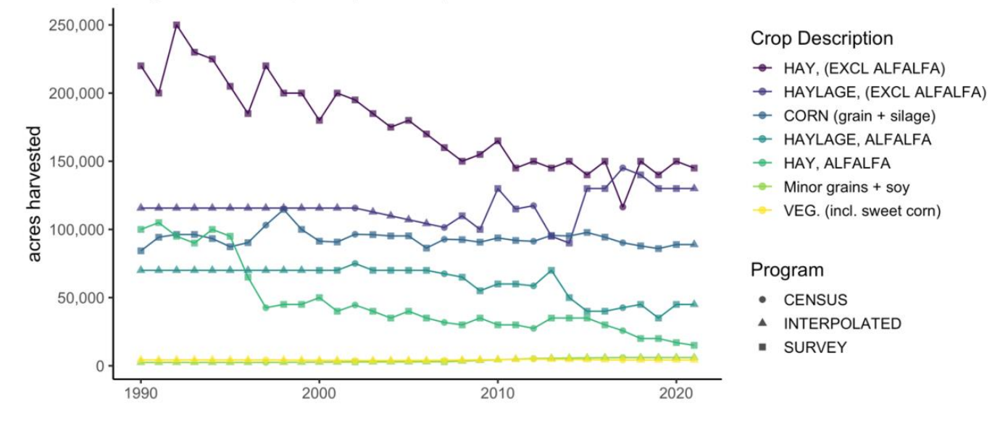 250,000
200,000
150,000
100,000
50,000
0
acres harvested
1990
2000
2010
2020
Crop Description
HAY, (EXCL ALFALFA)
HAYLAGE, (EXCL ALFALFA)
CORN (grain + silage)
HAYLAGE, ALFALFA
HAY, ALFALFA
Minor grains + soy
VEG. (incl. sweet corn)
Program
CENSUS
INTERPOLATED
SURVEY